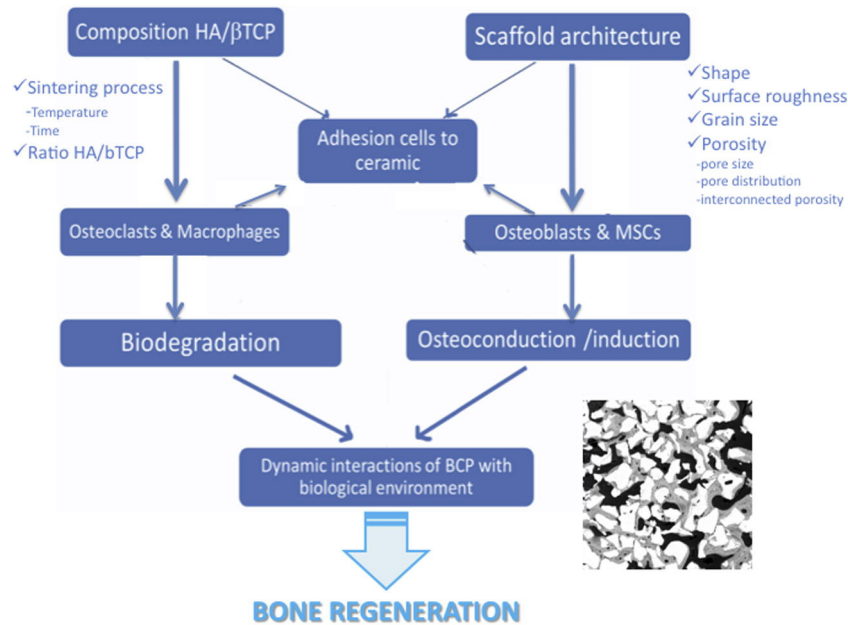 Composition HA/βTCP
Scaffold architecture
✓Sintering process
-Temperature
-Time
✓Ratio HA/bTCP
✓Shape
✓Surface roughness
✓Grain size
✓Porosity
-pore size
-pore distribution
-interconnected porosity
Adhesion cells to
ceramic
Osteoclasts & Macrophages
Osteoblasts & MSCs
Biodegradation
Osteoconduction /induction
Dynamic interactions of BCP with
biological environment
BONE REGENERATION